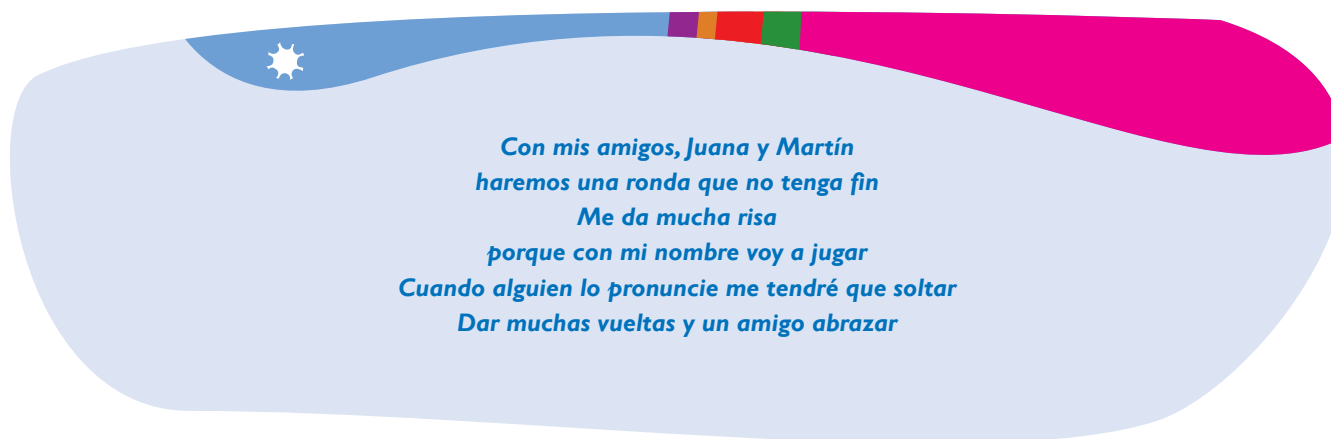 Con mis amigos, Juana y Martín
haremos una ronda que no tenga fin
Me da mucha risa
porque con mi nombre voy a jugar
Cuando alguien lo pronuncie me tendré que soltar
Dar muchas vueltas y un amigo abrazar